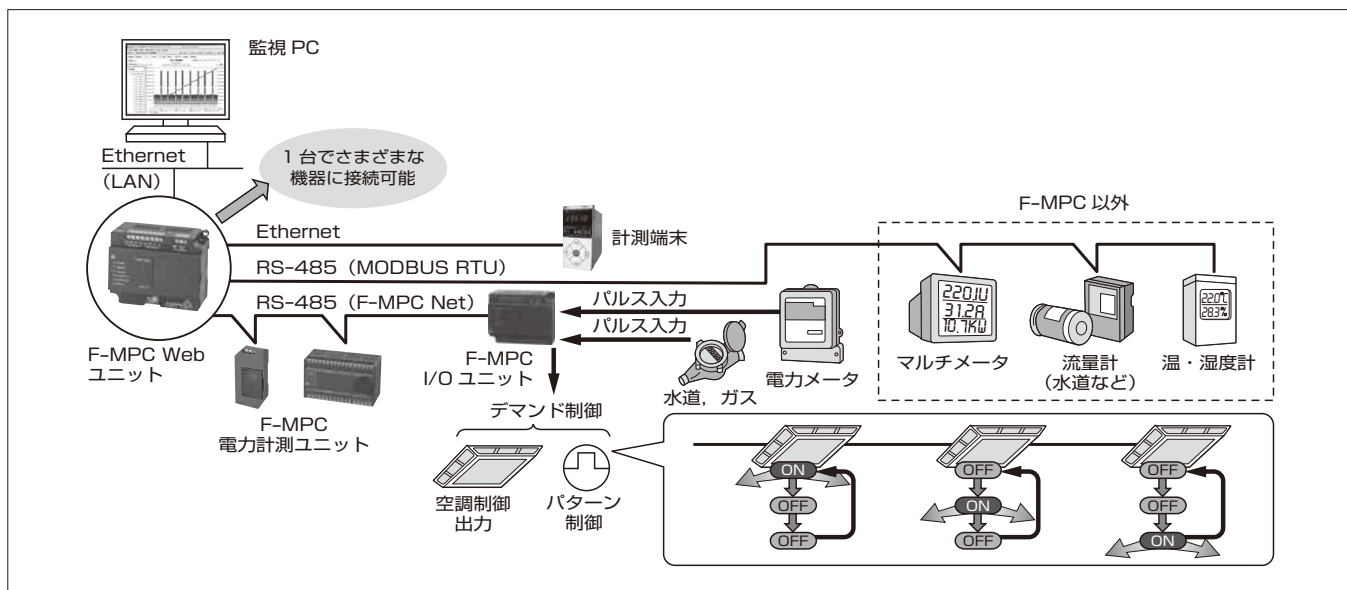 監視 PC
Ethernet
(LAN)
1 台でさまざまな
機器に接続可能
F-MPC Web
ユニット
Ethernet
計測端末
RS-485（MODBUS RTU）
RS-485（F-MPC Net）
F-MPC
電力計測ユニット
F-MPC
I/O ユニット
パルス入力
パルス入力
水道，ガス
電力メータ
F-MPC 以外
220.1U
31.2A
10.7KW
マルチメータ
流量計
（水道など）
22.0℃
28.3%
温・湿度計
デマンド制御
空調制御
出力
パターン
制御
ON
OFF
OFF
OFF
ON
OFF
OFF
OFF
ON